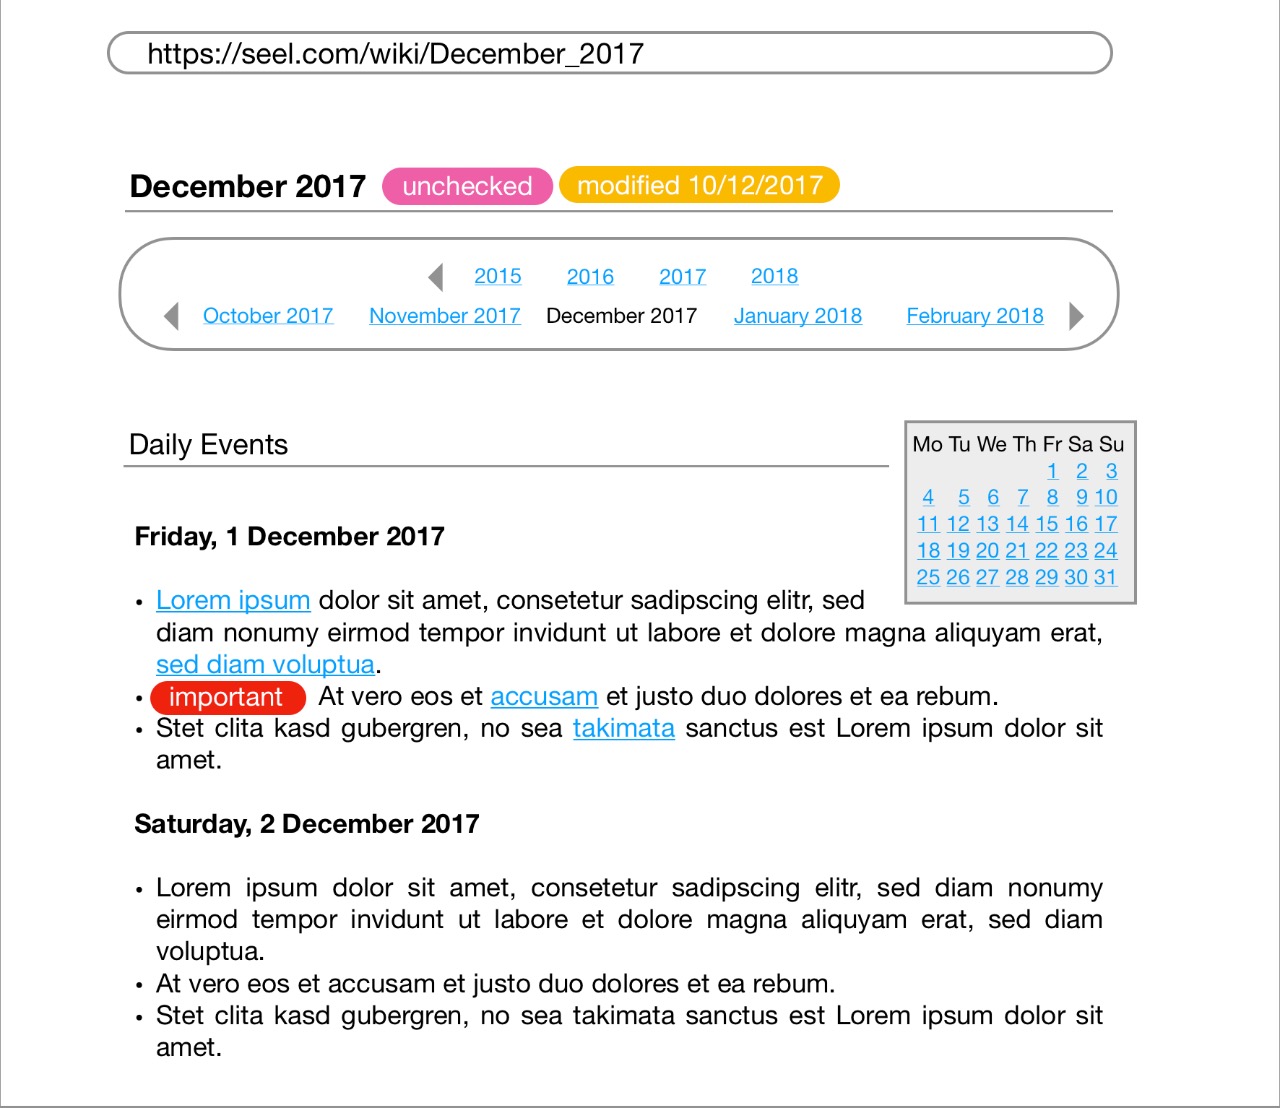 https://seel.com/wiki/December_2017
December 2017 unchecked modified 10/12/2017
2015 2016 2017 2018
October 2017 November 2017 December 2017 January 2018 February 2018
Daily Events
Mo Tu We Th Fr Sa Su
1 2 3
4 5 6 7 8 9 10
11 12 13 14 15 16 17
18 19 20 21 22 23 24
25 26 27 28 29 30 31
Friday, 1 December 2017
• Lorem ipsum dolor sit amet, consetetur sadipscing elitr, sed
diam nonumy eirmod tempor invidunt ut labore et dolore magna aliquyam erat,
sed diam voluptua.
• important At vero eos et accusam et justo duo dolores et ea rebum.
• Stet clita kasd gubergren, no sea takimata sanctus est Lorem ipsum dolor sit
amet.
Saturday, 2 December 2017
• Lorem ipsum dolor sit amet, consetetur sadipscing elitr, sed diam nonumy
eirmod tempor invidunt ut labore et dolore magna aliquyam erat, sed diam
voluptua.
• At vero eos et accusam et justo duo dolores et ea rebum.
• Stet clita kasd gubergren, no sea takimata sanctus est Lorem ipsum dolor sit
amet.